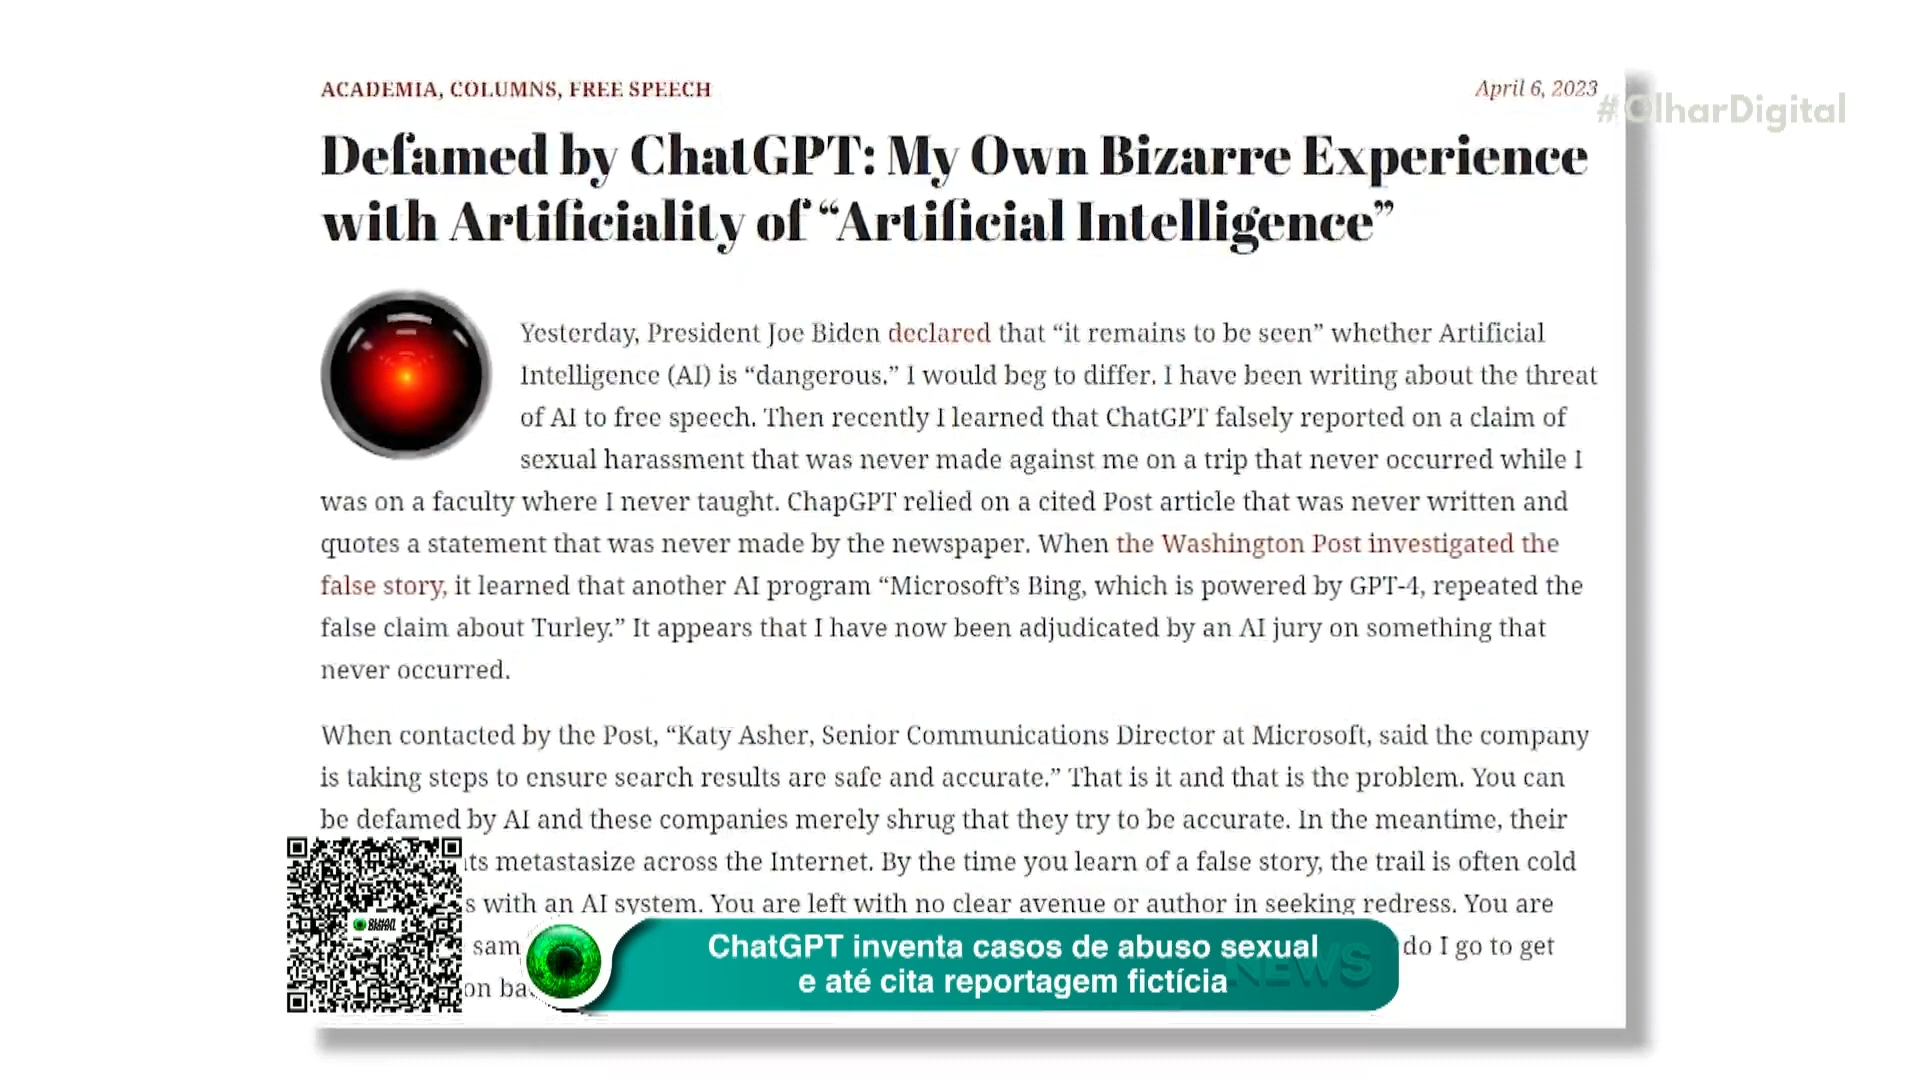 ACADEMIA, COLUMNS, FREE SPEECH
April 6, 2023
#OlharDigital
Defamed by ChatGPT: My Own Bizarre Experience
with Artificiality of “Artificial Intelligence”
Yesterday, President Joe Biden declared that “it remains to be seen” whether Artificial
Intelligence (AI) is “dangerous.” I would beg to differ. I have been writing about the threat
of AI to free speech. Then recently I learned that ChatGPT falsely reported on a claim of
sexual harassment that was never made against me on a trip that never occurred while I
was on a faculty where I never taught. ChapGPT relied on a cited Post article that was never written and
quotes a statement that was never made by the newspaper. When the Washington Post investigated the
false story, it learned that another AI program “Microsoft’s Bing, which is powered by GPT-4, repeated the
false claim about Turley.” It appears that I have now been adjudicated by an AI jury on something that
never occurred.
When contacted by the Post, “Katy Asher, Senior Communications Director at Microsoft, said the company
is taking steps to ensure search results are safe and accurate.” That is it and that is the problem. You can
be defamed by AI and these companies merely shrug that they try to be accurate. In the meantime, their
metastasize across the Internet. By the time you learn of a false story, the trail is often cold
with an AI system. You are left with no clear avenue or author in seeking redress. You are
do I go to get
ChatGPT inventa casos de abuso sexual
e até cita reportagem fictícia
NEWS